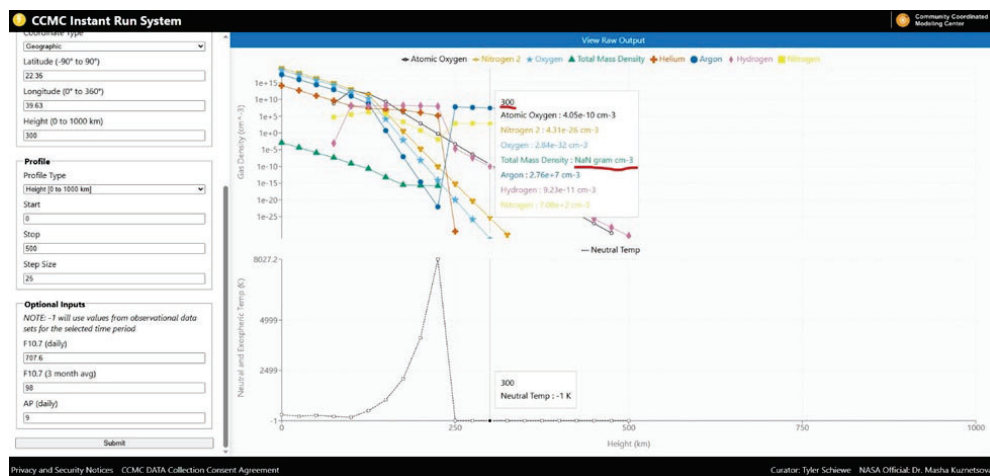 CCMC Instant Run System
Community Coordinated
Modeling Center
Coordinate Type
Geographic
Latitude (-90° to 90°)
22.36
Longitude (0° to 360°)
39.63
Height (0 to 1000 km)
300
Profile
Profile Type
Height [0 to 1000 km]
Start
0
Stop
500
Step Size
25
Optional Inputs
NOTE: -1 will use values from observational data
sets for the selected time period
F10.7 (daily)
707.6
F10.7 (3 month avg)
98
AP (daily)
9
Submit
View Raw Output
Atomic Oxygen Nitrogen 2 Oxygen Total Mass Density Helium Argon Hydrogen Nitrogen
Gas Density (cm^-3)
1e+15
1e+10
1e+5
1e+0
1e-5
1e-10
1e-15
1e-20
1e-25
300
Atomic Oxygen : 4.05e-10 cm-3
Nitrogen 2 : 4.31e-26 cm-3
Oxygen : 2.84e-32 cm-3
Total Mass Density : NaN gram cm-3
Argon : 2.76e+7 cm-3
Hydrogen : 9.23e-11 cm-3
Neutral Temp
Neutral and Exospheric Temp (K)
8027.2
4999
2499
-1
300
Neutral Temp : -1 K
0
250
500
750
1000
Height (km)
Privacy and Security Notices CCMC DATA Collection Consent Agreement
Curator: Tyler Schiewe NASA Official: Dr. Masha Kuznetsova